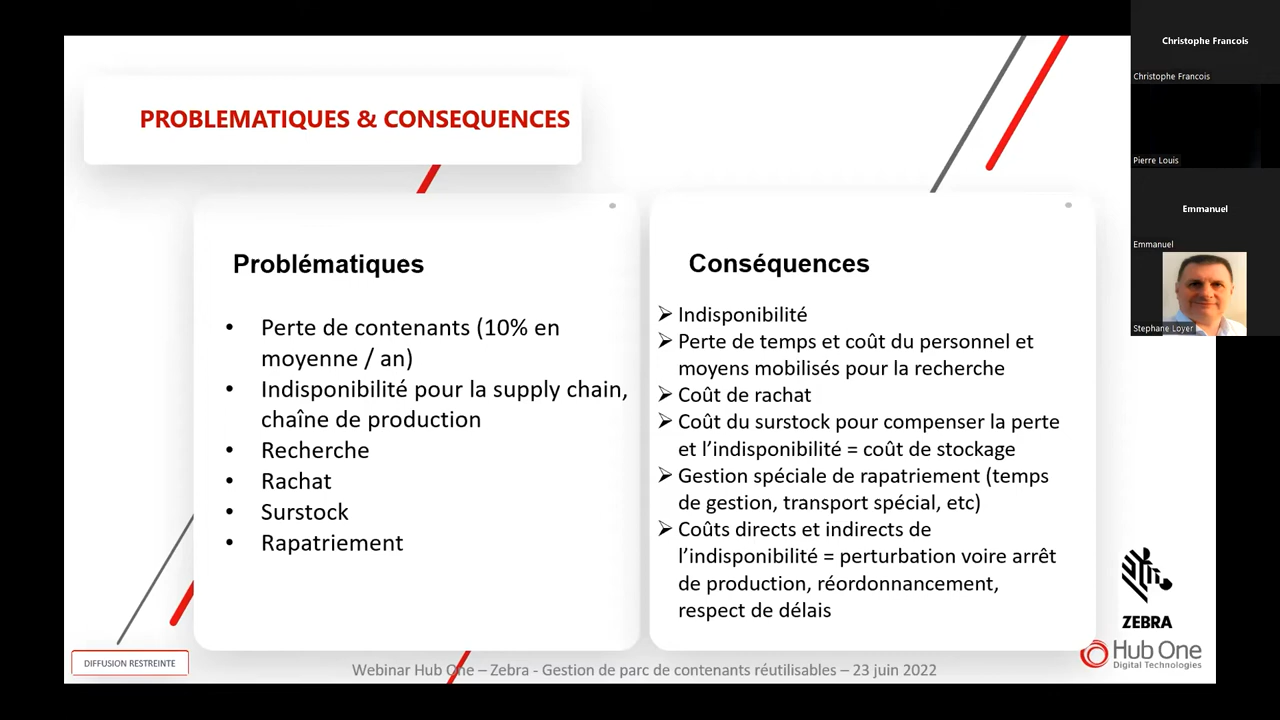 PROBLEMATIQUES & CONSEQUENCES
Problématiques
• Perte de contenants (10% en
moyenne / an)
• Indisponibilité pour la supply chain,
chaîne de production
• Recherche
• Rachat
• Surstock
• Rapatriement
Conséquences
➢ Indisponibilité
➢ Perte de temps et coût du personnel et
moyens mobilisés pour la recherche
➢ Coût de rachat
➢ Coût du surstock pour compenser la perte
et l’indisponibilité = coût de stockage
➢ Gestion spéciale de rapatriement (temps
de gestion, transport spécial, etc)
➢ Coûts directs et indirects de
l’indisponibilité = perturbation voire arrêt
de production, réordonnancement,
respect de délais
ZEBRA
Hub One
Digital Technologies
DIFFUSION RESTREINTE
Webinar Hub One – Zebra - Gestion de parc de contenants réutilisables – 23 juin 2022
Christophe Francois
Christophe Francois
Pierre Louis
Emmanuel
Emmanuel
Stephane Loyer